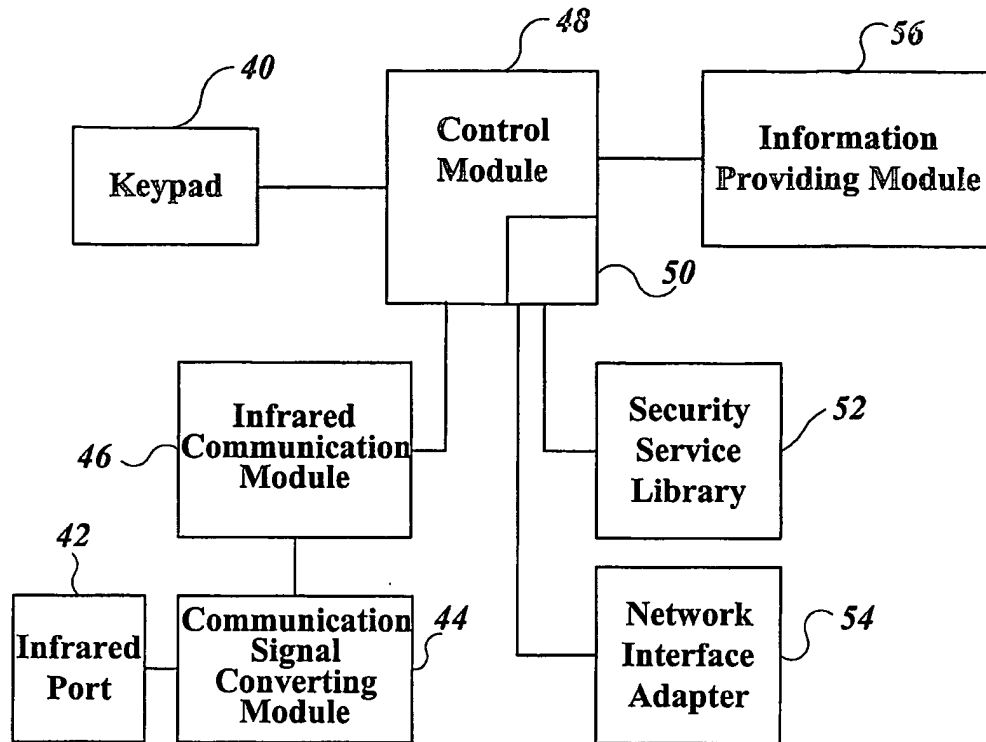 48
56
40
Control
Module
Information
Providing Module
Keypad
50
Infrared
Communication
Module
46
Security
Service
Library
52
42
Infrared
Port
Communication
Signal
Converting
Module
44
Network
Interface
Adapter
54